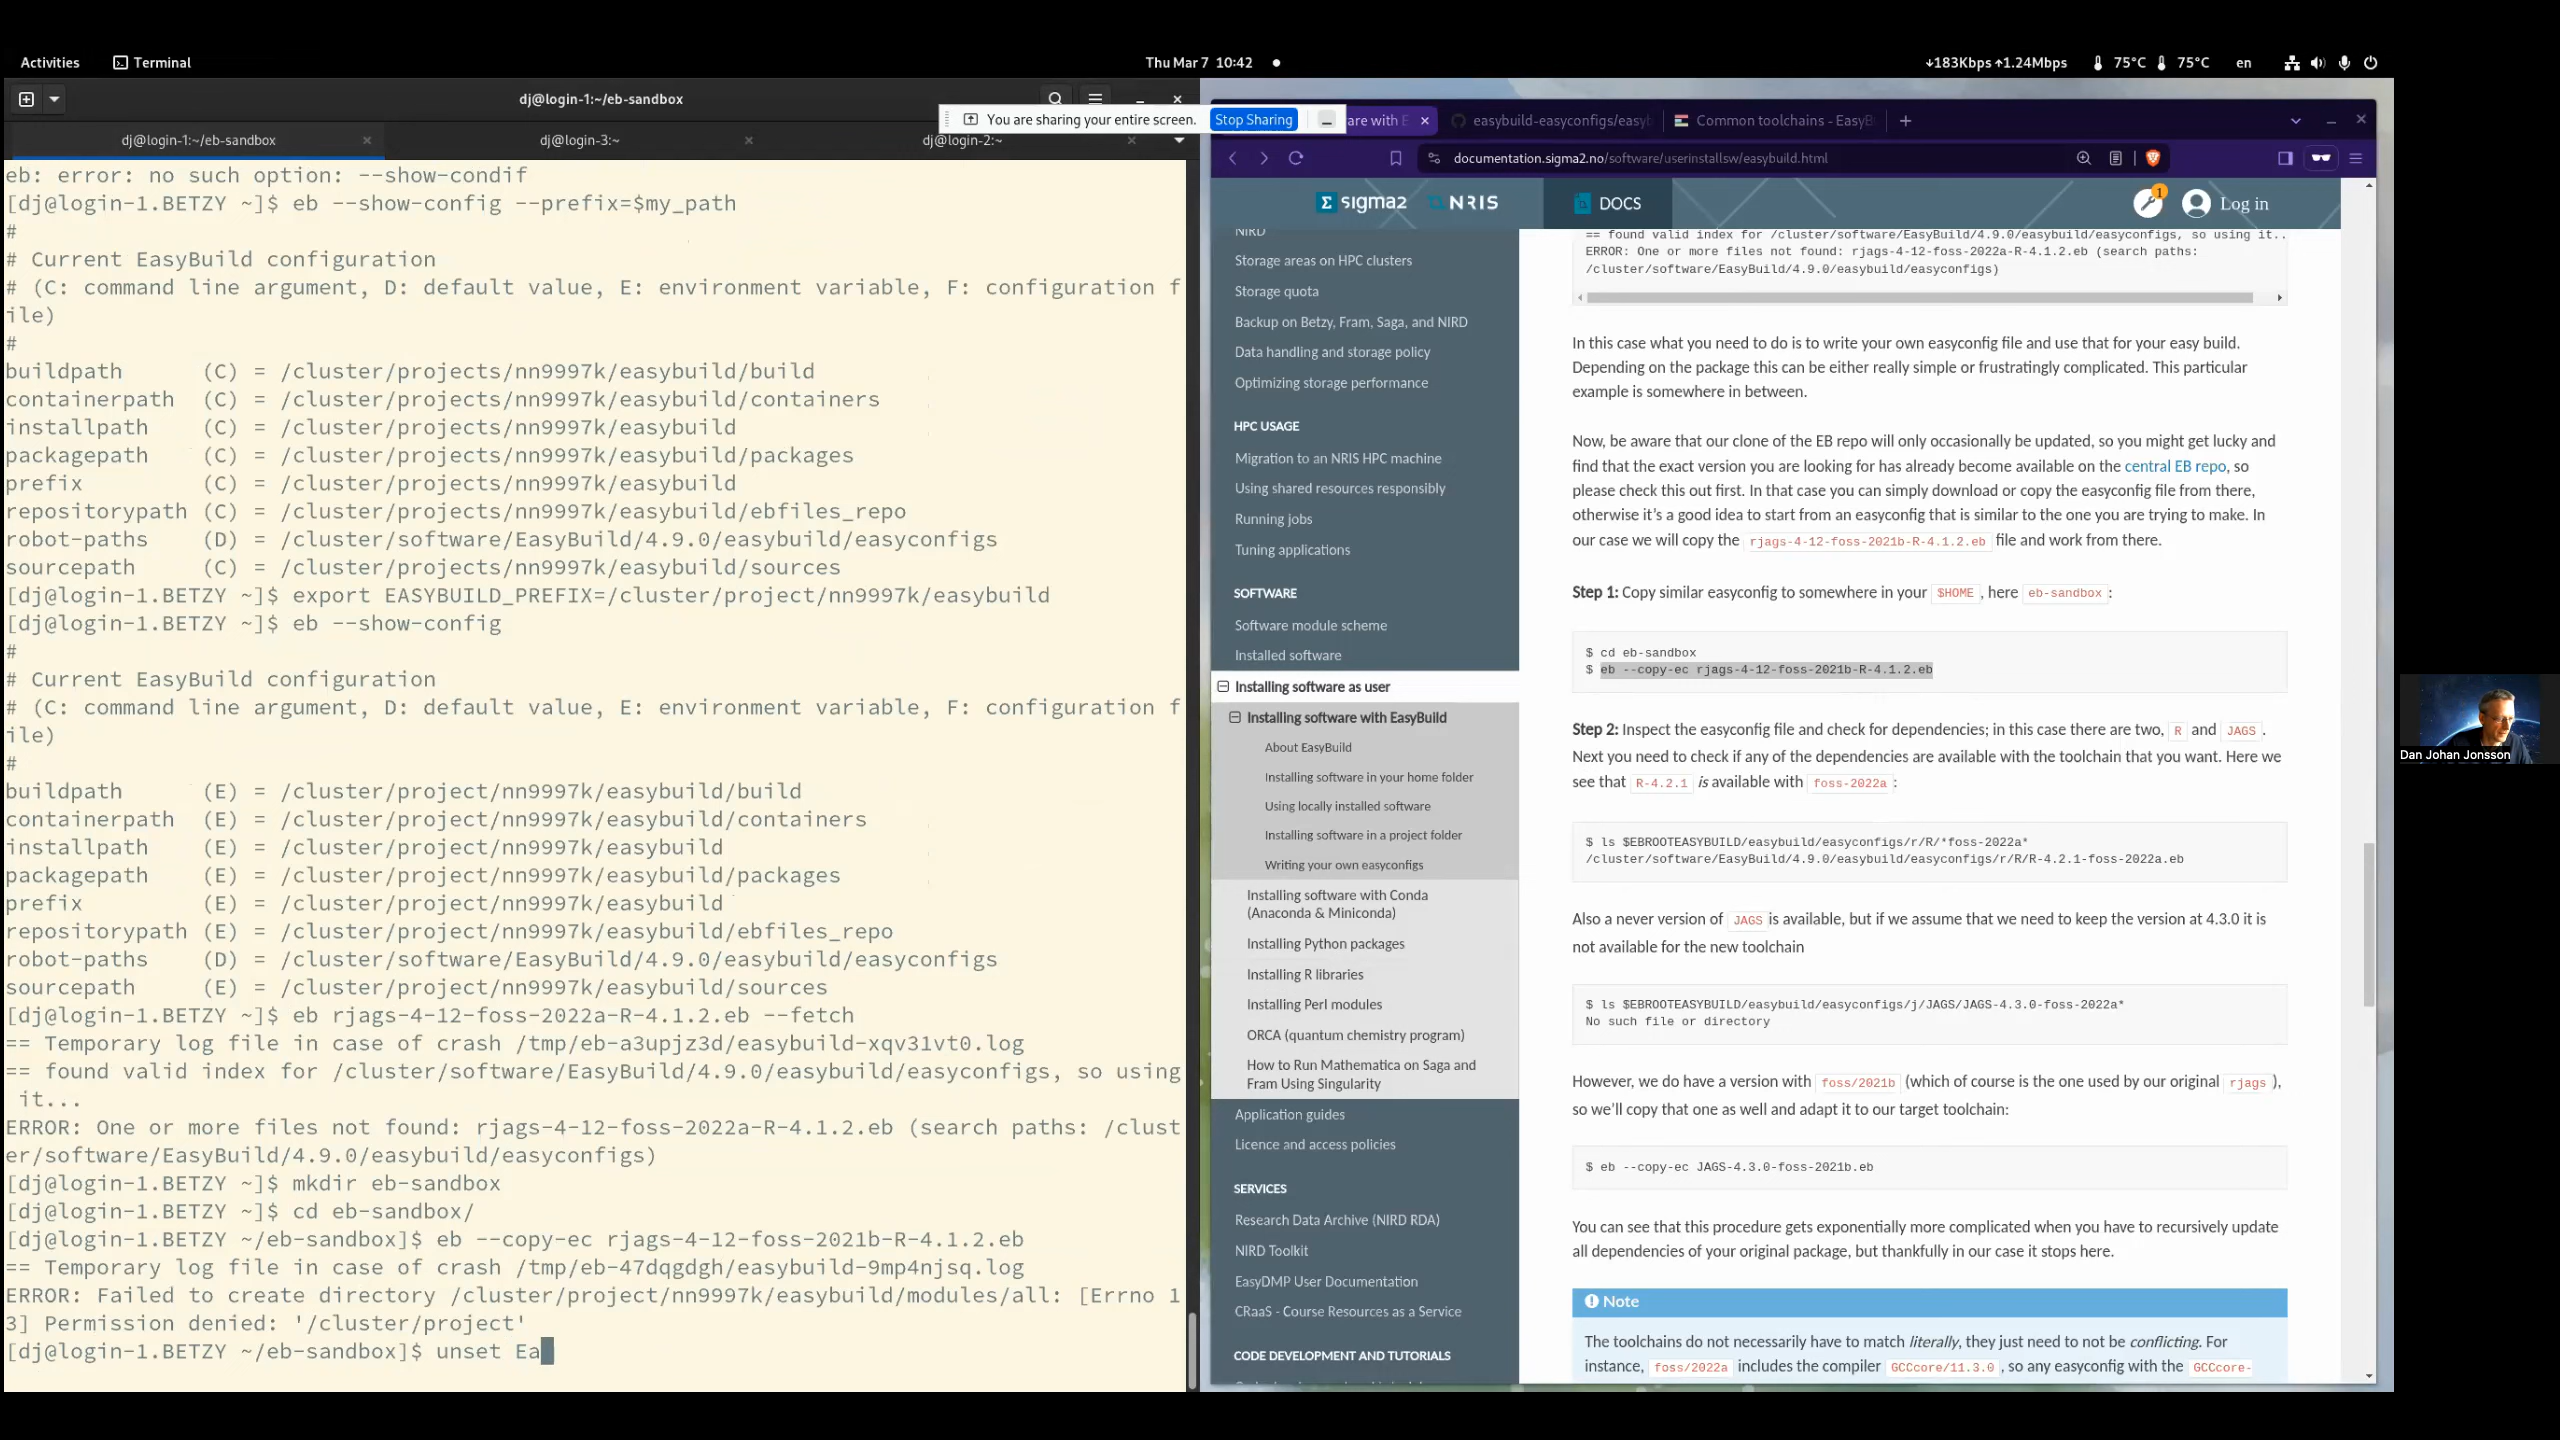 Activities
Terminal
Thu Mar 7 10:42
↓183Kbps ↑1.24Mbps
75°C
75°C
en
dj@login-1:~/eb-sandbox
You are sharing your entire screen.
Stop Sharing
dj@login-1:~/eb-sandbox
dj@login-3:~
dj@login-2:~
eb: error: no such option: --show-condif
[dj@login-1.BETZY ~]$ eb --show-config --prefix=$my_path
#
# Current EasyBuild configuration
# (C: command line argument, D: default value, E: environment variable, F: configuration f
ile)
#
buildpath      (C) = /cluster/projects/nn9997k/easybuild/build
containerpath  (C) = /cluster/projects/nn9997k/easybuild/containers
installpath    (C) = /cluster/projects/nn9997k/easybuild
packagepath    (C) = /cluster/projects/nn9997k/easybuild/packages
prefix         (C) = /cluster/projects/nn9997k/easybuild
repositorypath (C) = /cluster/projects/nn9997k/easybuild/ebfiles_repo
robot-paths    (D) = /cluster/software/EasyBuild/4.9.0/easybuild/easyconfigs
sourcepath     (C) = /cluster/projects/nn9997k/easybuild/sources
[dj@login-1.BETZY ~]$ export EASYBUILD_PREFIX=/cluster/project/nn9997k/easybuild
[dj@login-1.BETZY ~]$ eb --show-config
#
# Current EasyBuild configuration
# (C: command line argument, D: default value, E: environment variable, F: configuration f
ile)
#
buildpath      (E) = /cluster/project/nn9997k/easybuild/build
containerpath  (E) = /cluster/project/nn9997k/easybuild/containers
installpath    (E) = /cluster/project/nn9997k/easybuild
packagepath    (E) = /cluster/project/nn9997k/easybuild/packages
prefix         (E) = /cluster/project/nn9997k/easybuild
repositorypath (E) = /cluster/project/nn9997k/easybuild/ebfiles_repo
robot-paths    (D) = /cluster/software/EasyBuild/4.9.0/easybuild/easyconfigs
sourcepath     (E) = /cluster/project/nn9997k/easybuild/sources
[dj@login-1.BETZY ~]$ eb rjags-4-12-foss-2022a-R-4.1.2.eb --fetch
== Temporary log file in case of crash /tmp/eb-a3upjz3d/easybuild-xqv31vt0.log
== found valid index for /cluster/software/EasyBuild/4.9.0/easybuild/easyconfigs, so using
 it...
ERROR: One or more files not found: rjags-4-12-foss-2022a-R-4.1.2.eb (search paths: /clust
er/software/EasyBuild/4.9.0/easybuild/easyconfigs)
[dj@login-1.BETZY ~]$ mkdir eb-sandbox
[dj@login-1.BETZY ~]$ cd eb-sandbox/
[dj@login-1.BETZY ~/eb-sandbox]$ eb --copy-ec rjags-4-12-foss-2021b-R-4.1.2.eb
== Temporary log file in case of crash /tmp/eb-47dqgdgh/easybuild-9mp4njsq.log
ERROR: Failed to create directory /cluster/project/nn9997k/easybuild/modules/all: [Errno 1
3] Permission denied: '/cluster/project'
[dj@login-1.BETZY ~/eb-sandbox]$ unset Ea
are with E
easybuild-easyconfigs/easyb
Common toolchains - EasyB
documentation.sigma2.no/software/userinstallsw/easybuild.html
sigma2
NRIS
DOCS
1
Log in
NIRD
Storage areas on HPC clusters
Storage quota
Backup on Betzy, Fram, Saga, and NIRD
Data handling and storage policy
Optimizing storage performance
HPC USAGE
Migration to an NRIS HPC machine
Using shared resources responsibly
Running jobs
Tuning applications
SOFTWARE
Software module scheme
Installed software
Installing software as user
Installing software with EasyBuild
About EasyBuild
Installing software in your home folder
Using locally installed software
Installing software in a project folder
Writing your own easyconfigs
Installing software with Conda
(Anaconda & Miniconda)
Installing Python packages
Installing R libraries
Installing Perl modules
ORCA (quantum chemistry program)
How to Run Mathematica on Saga and
Fram Using Singularity
Application guides
Licence and access policies
SERVICES
Research Data Archive (NIRD RDA)
NIRD Toolkit
EasyDMP User Documentation
CRaaS - Course Resources as a Service
CODE DEVELOPMENT AND TUTORIALS
== found valid index for /cluster/software/EasyBuild/4.9.0/easybuild/easyconfigs, so using it..
ERROR: One or more files not found: rjags-4-12-foss-2022a-R-4.1.2.eb (search paths:
/cluster/software/EasyBuild/4.9.0/easybuild/easyconfigs)
In this case what you need to do is to write your own easyconfig file and use that for your easy build.
Depending on the package this can be either really simple or frustratingly complicated. This particular
example is somewhere in between.
Now, be aware that our clone of the EB repo will only occasionally be updated, so you might get lucky and
find that the exact version you are looking for has already become available on the central EB repo, so
please check this out first. In that case you can simply download or copy the easyconfig file from there,
otherwise it's a good idea to start from an easyconfig that is similar to the one you are trying to make. In
our case we will copy the rjags-4-12-foss-2021b-R-4.1.2.eb file and work from there.
Step 1: Copy similar easyconfig to somewhere in your $HOME, here eb-sandbox:
$ cd eb-sandbox
$ eb --copy-ec rjags-4-12-foss-2021b-R-4.1.2.eb
Step 2: Inspect the easyconfig file and check for dependencies; in this case there are two, R and JAGS.
Next you need to check if any of the dependencies are available with the toolchain that you want. Here we
see that R-4.2.1 is available with foss-2022a:
$ ls $EBROOTEASYBUILD/easybuild/easyconfigs/r/R/*foss-2022a*
/cluster/software/EasyBuild/4.9.0/easybuild/easyconfigs/r/R/R-4.2.1-foss-2022a.eb
Also a never version of JAGS is available, but if we assume that we need to keep the version at 4.3.0 it is
not available for the new toolchain
$ ls $EBROOTEASYBUILD/easybuild/easyconfigs/j/JAGS/JAGS-4.3.0-foss-2022a*
No such file or directory
However, we do have a version with foss/2021b (which of course is the one used by our original rjags),
so we'll copy that one as well and adapt it to our target toolchain:
$ eb --copy-ec JAGS-4.3.0-foss-2021b.eb
You can see that this procedure gets exponentially more complicated when you have to recursively update
all dependencies of your original package, but thankfully in our case it stops here.
Note
The toolchains do not necessarily have to match literally, they just need to not be conflicting. For
instance, foss/2022a includes the compiler GCCcore/11.3.0, so any easyconfig with the GCCcore-
Dan Johan Jonsson